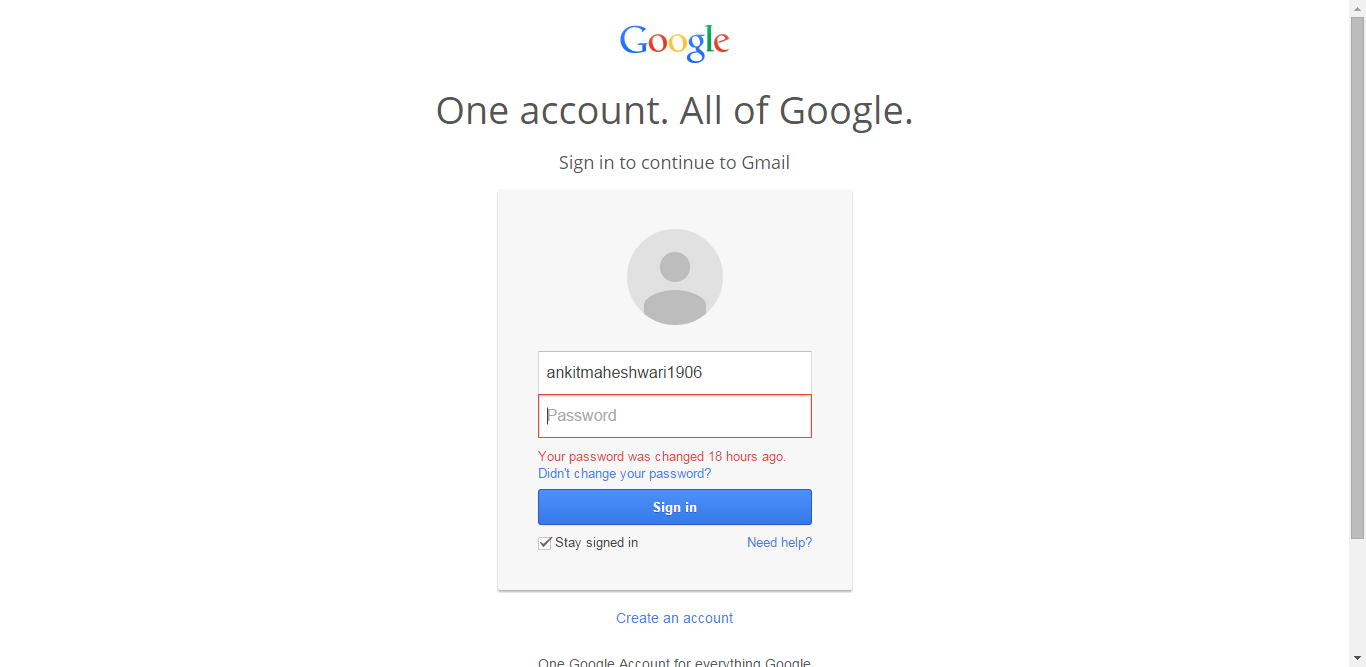 Google
One account. All of Google.
Sign in to continue to Gmail
ankitmaheshwari1906
Password
Your password was changed 18 hours ago.
Didn't change your password?
Sign in
Stay signed in
Need help?
Create an account
One Google Account for everything Google